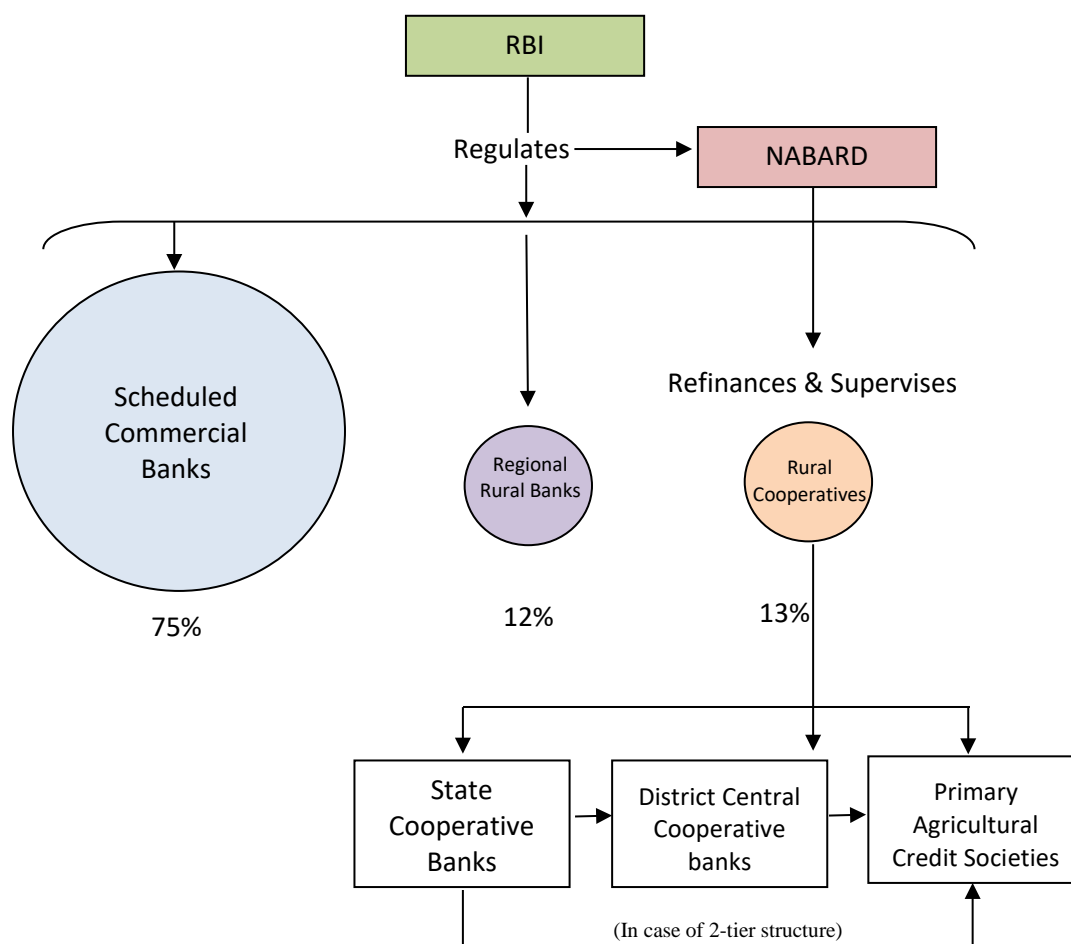 RBI
Regulates
NABARD
Refinances & Supervises
Scheduled
Commercial
Banks
Regional
Rural Banks
Rural
Cooperatives
75%
12%
13%
State
Cooperative
Banks
District Central
Cooperative
banks
Primary
Agricultural
Credit Societies
(In case of 2-tier structure)